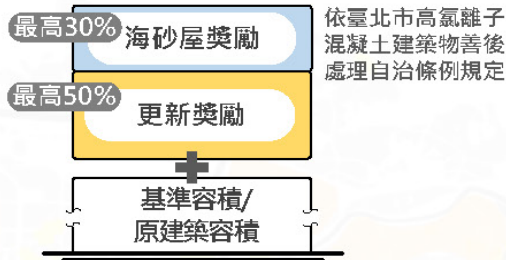 最高30%
海砂屋獎勵
依臺北市高氯離子
混凝土建築物善後
處理自治條例規定
最高50%
更新獎勵
基準容積/
原建築容積